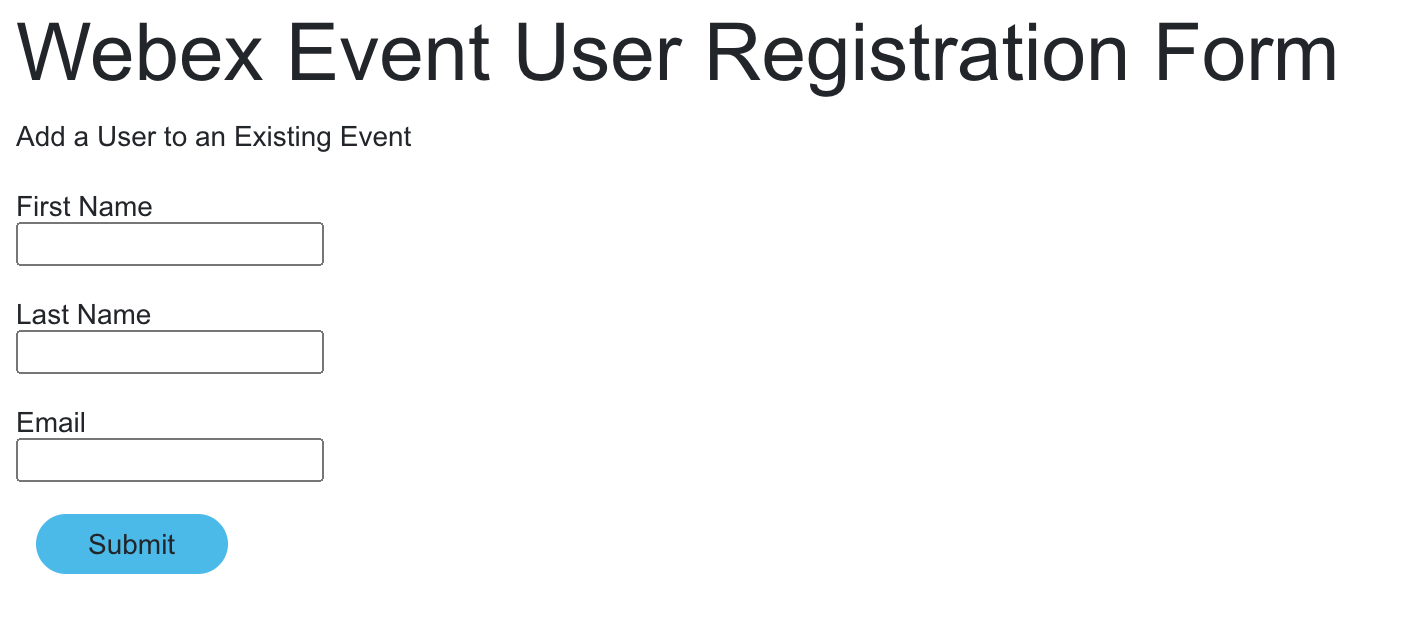 Webex Event User Registration Form
Add a User to an Existing Event
First Name
Last Name
Email
Submit